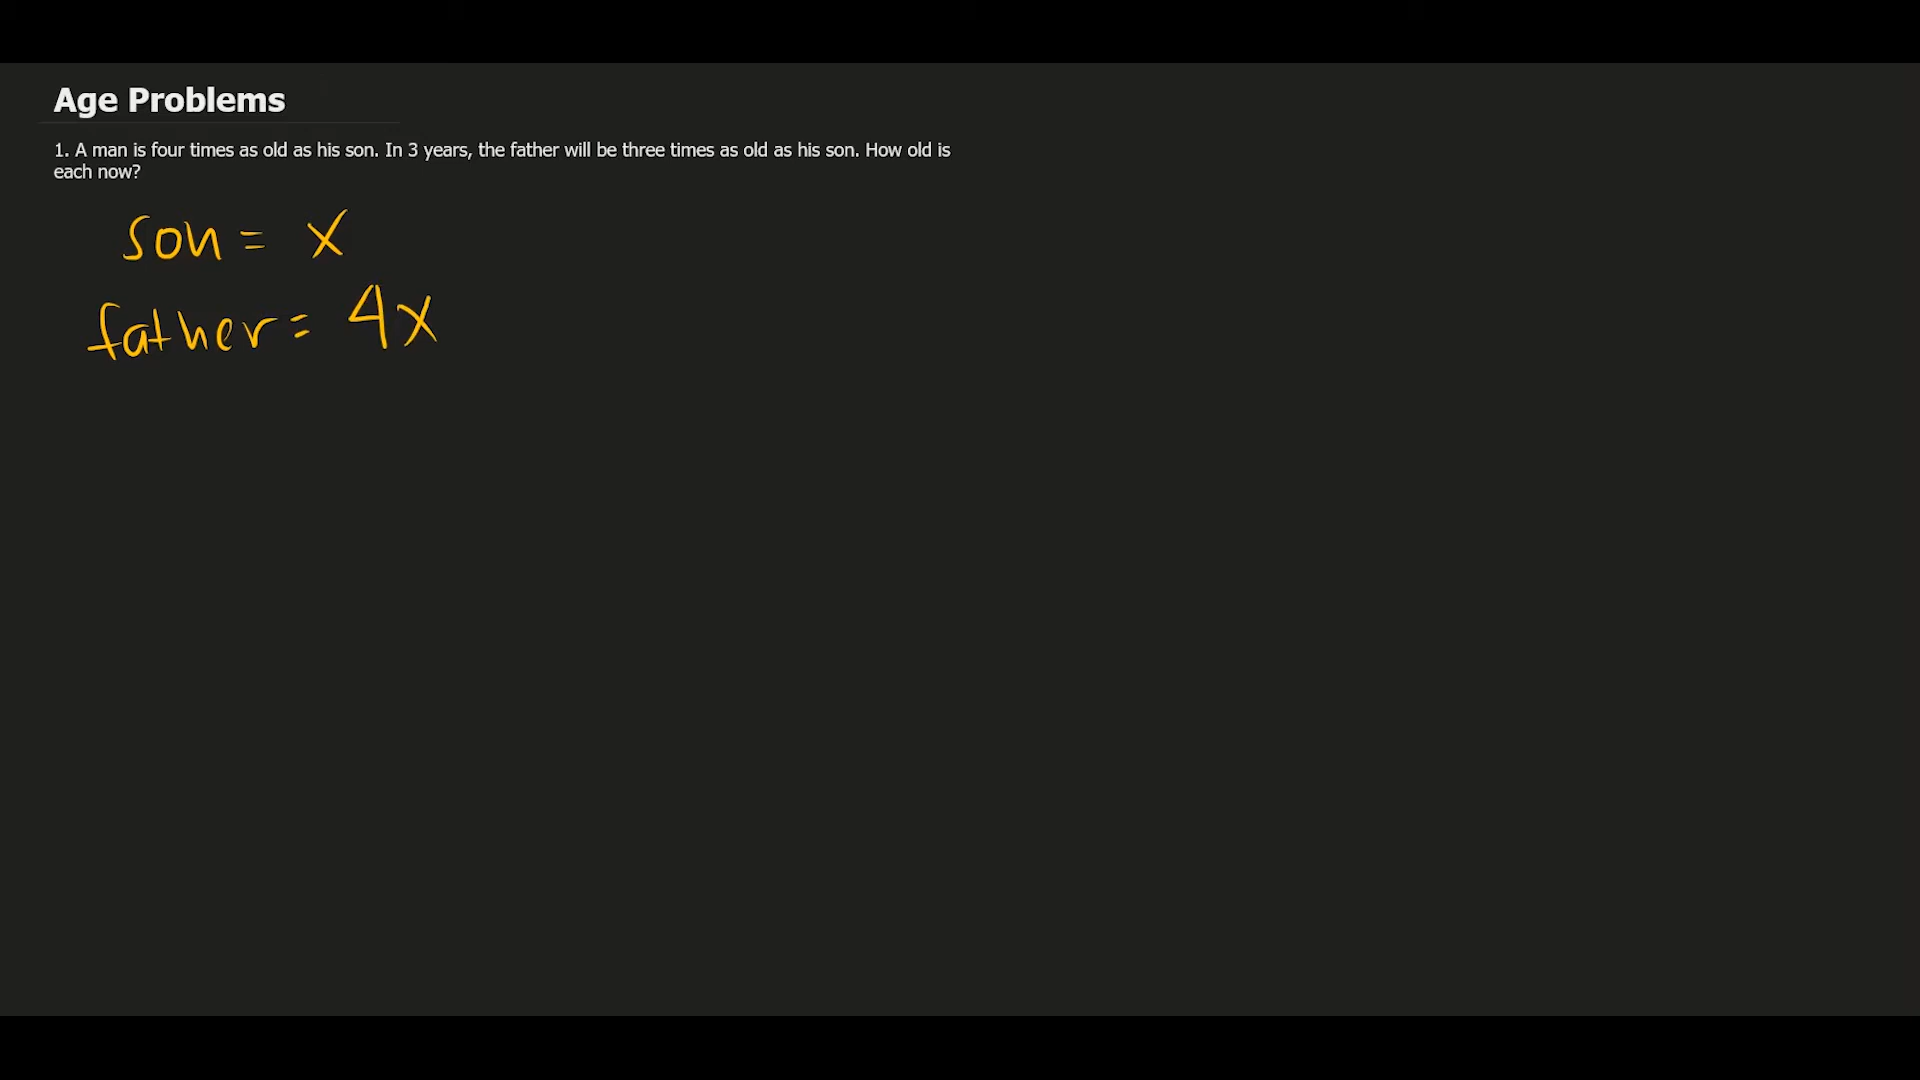 Age Problems
1. A man is four times as old as his son. In 3 years, the father will be three times as old as his son. How old is
each now?
son = x
father = 4x